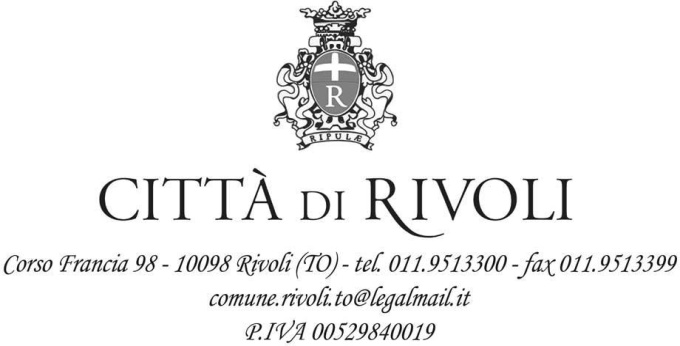 R
RIPULÆ
CITTÀ DI RIVOLI
Corso Francia 98 - 10098 Rivoli (TO) - tel. 011.9513300 - fax 011.9513399
comune.rivoli.to@legalmail.it
P.IVA 00529840019